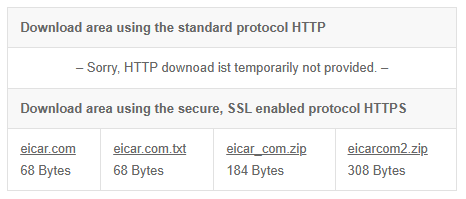 Download area using the standard protocol HTTP
– Sorry, HTTP downoad ist temporarily not provided. –
Download area using the secure, SSL enabled protocol HTTPS
eicar.com eicar.com.txt eicar_com.zip eicarcom2.zip
68 Bytes 68 Bytes 184 Bytes 308 Bytes